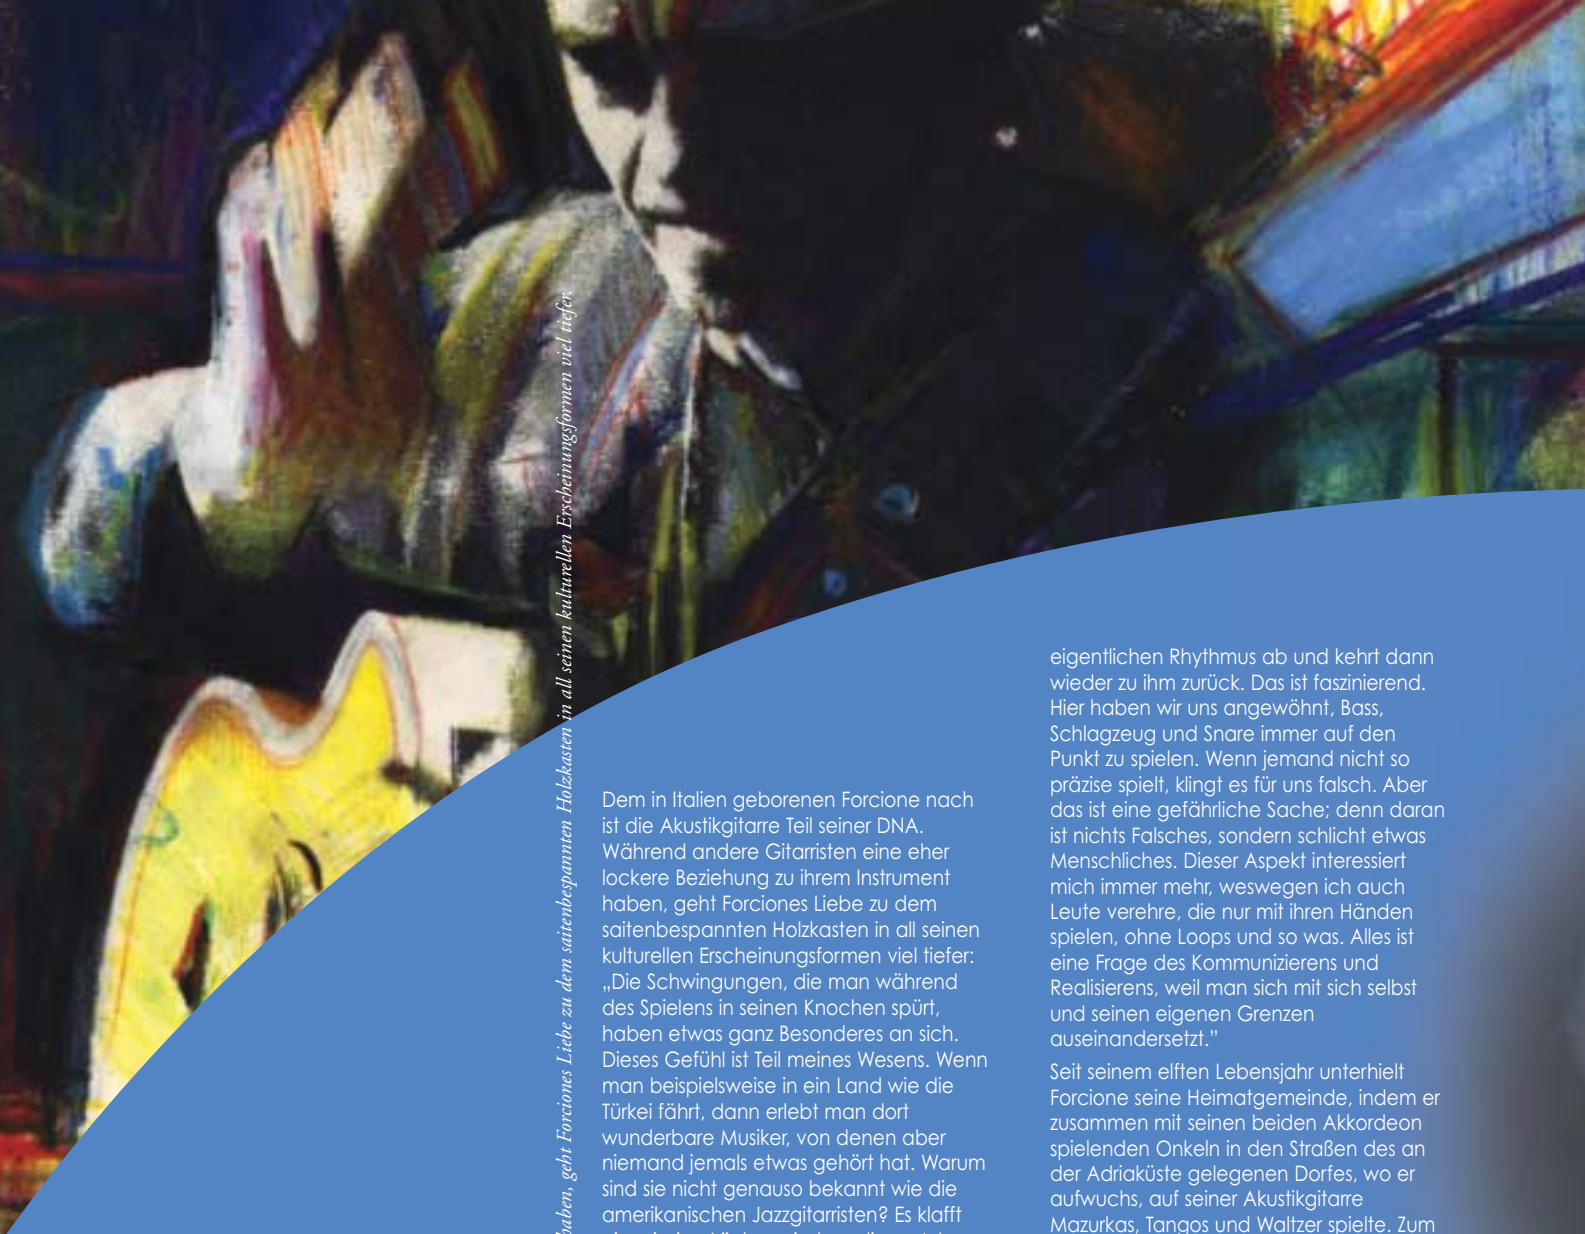 haben, geht Forciones Liebe zu dem saitenbespannten Holzkasten in all seinen kulturellen Erscheinungsformen viel tiefer.
Dem in Italien geborenen Forcione nach
ist die Akustikgitarre Teil seiner DNA.
Während andere Gitarristen eine eher
lockere Beziehung zu ihrem Instrument
haben, geht Forciones Liebe zu dem
saitenbespannten Holzkasten in all seinen
kulturellen Erscheinungsformen viel tiefer:
„Die Schwingungen, die man während
des Spielens in seinen Knochen spürt,
haben etwas ganz Besonderes an sich.
Dieses Gefühl ist Teil meines Wesens. Wenn
man beispielsweise in ein Land wie die
Türkei fährt, dann erlebt man dort
wunderbare Musiker, von denen aber
niemand jemals etwas gehört hat. Warum
sind sie nicht genauso bekannt wie die
amerikanischen Jazzgitarristen? Es klafft
eigentlichen Rhythmus ab und kehrt dann
wieder zu ihm zurück. Das ist faszinierend.
Hier haben wir uns angewöhnt, Bass,
Schlagzeug und Snare immer auf den
Punkt zu spielen. Wenn jemand nicht so
präzise spielt, klingt es für uns falsch. Aber
das ist eine gefährliche Sache; denn daran
ist nichts Falsches, sondern schlicht etwas
Menschliches. Dieser Aspekt interessiert
mich immer mehr, weswegen ich auch
Leute verehre, die nur mit ihren Händen
spielen, ohne Loops und so was. Alles ist
eine Frage des Kommunizierens und
Realisierens, weil man sich mit sich selbst
und seinen eigenen Grenzen
auseinandersetzt.”
Seit seinem elften Lebensjahr unterhielt
Forcione seine Heimatgemeinde, indem er
zusammen mit seinen beiden Akkordeon
spielenden Onkeln in den Straßen des an
der Adriaküste gelegenen Dorfes, wo er
aufwuchs, auf seiner Akustikgitarre
Mazurkas, Tangos und Waltzer spielte. Zum